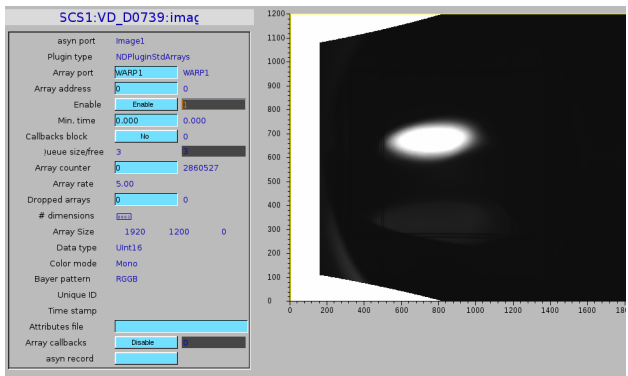 SCS1:VD_D0739:imag
asyn port Image1
Plugin type NDPluginStdArrays
Array port WARP1 WARP1
Array address 0 0
Enable Enable
Min. time 0.000 0.000
Callbacks block No 0
queue size/free 3 3
Array counter 0 2860527
Array rate 5.00
Dropped arrays 0 0
# dimensions
Array Size 1920 1200 0
Data type UInt16
Color mode Mono
Bayer pattern RGGB
Unique ID
Time stamp
Attributes file
Array callbacks Disable 0
asyn record
1200
1100
1000
900
800
700
600
500
400
300
200
100
0
0 200 400 600 800 1000 1200 1400 1600